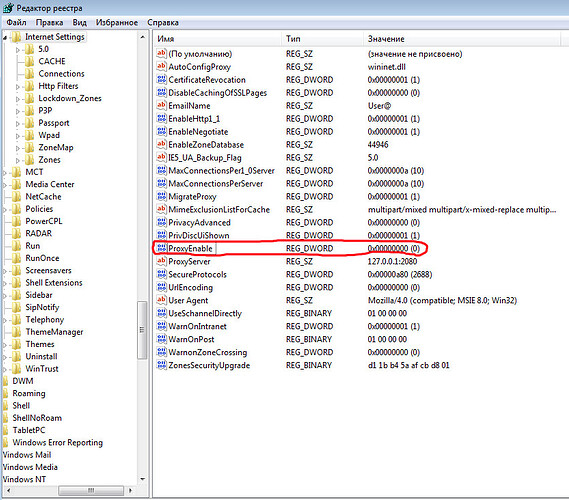 Редактор реестра
Файл Правка Вид Избранное Справка
Internet Settings
5.0
CACHE
Connections
Http Filters
Lockdown_Zones
P3P
Passport
Wpad
ZoneMap
Zones
MCT
Media Center
NetCache
Policies
PowerCPL
RADAR
Run
RunOnce
Screensavers
Shell Extensions
Sidebar
SipNotify
Telephony
ThemeManager
Themes
Uninstall
WinTrust
DWM
Roaming
Shell
ShellNoRoam
TabletPC
Windows Error Reporting
Windows Mail
Windows Media
Windows NT
Имя Тип Значение
(По умолчанию) REG_SZ (значение не присвоено)
AutoConfigProxy REG_SZ wininet.dll
CertificateRevocation REG_DWORD 0x00000001 (1)
DisableCachingOfSSLPages REG_DWORD 0x00000000 (0)
EmailName REG_SZ User@
EnableHttp1_1 REG_DWORD 0x00000001 (1)
EnableNegotiate REG_DWORD 0x00000001 (1)
EnableZoneDatabase REG_SZ 44946
IE5_UA_Backup_Flag REG_SZ 5.0
MaxConnectionsPer1_0Server REG_DWORD 0x0000000a (10)
MaxConnectionsPerServer REG_DWORD 0x0000000a (10)
MigrateProxy REG_DWORD 0x00000001 (1)
MimeExclusionListForCache REG_SZ multipart/mixed multipart/x-mixed-replace multip...
PrivacyAdvanced REG_DWORD 0x00000000 (0)
PrivDiscUiShown REG_DWORD 0x00000001 (1)
ProxyEnable REG_DWORD 0x00000000 (0)
ProxyServer REG_SZ 127.0.0.1:2080
SecureProtocols REG_DWORD 0x00000a80 (2688)
UrlEncoding REG_DWORD 0x00000000 (0)
User Agent REG_SZ Mozilla/4.0 (compatible; MSIE 8.0; Win32)
UseSchannelDirectly REG_BINARY 01 00 00 00
WarnOnIntranet REG_DWORD 0x00000001 (1)
WarnOnPost REG_BINARY 01 00 00 00
WarnonZoneCrossing REG_DWORD 0x00000000 (0)
ZonesSecurityUpgrade REG_BINARY d1 1b b4 5a af cb d8 01